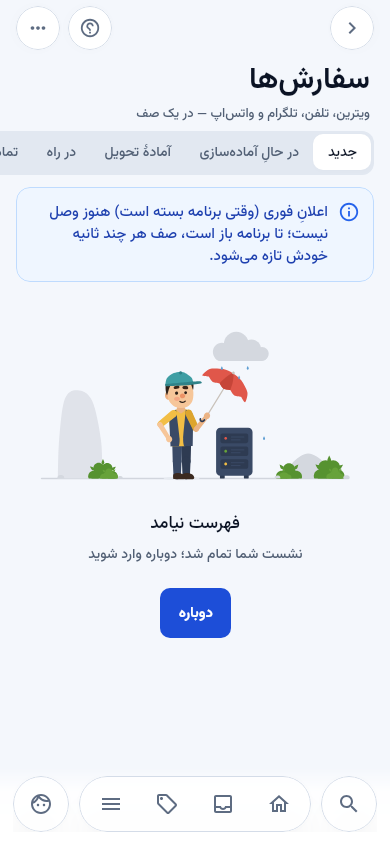 سفارش‌ها
ویترین، تلفن، تلگرام و واتس‌اپ — در یک صف
جدید
در حالِ آماده‌سازی
آمادهٔ تحویل
در راه
تما
اعلانِ فوری (وقتی برنامه بسته است) هنوز وصل
نیست؛ تا برنامه باز است، صف هر چند ثانیه
خودش تازه می‌شود.
فهرست نیامد
نشست شما تمام شد؛ دوباره وارد شوید
دوباره